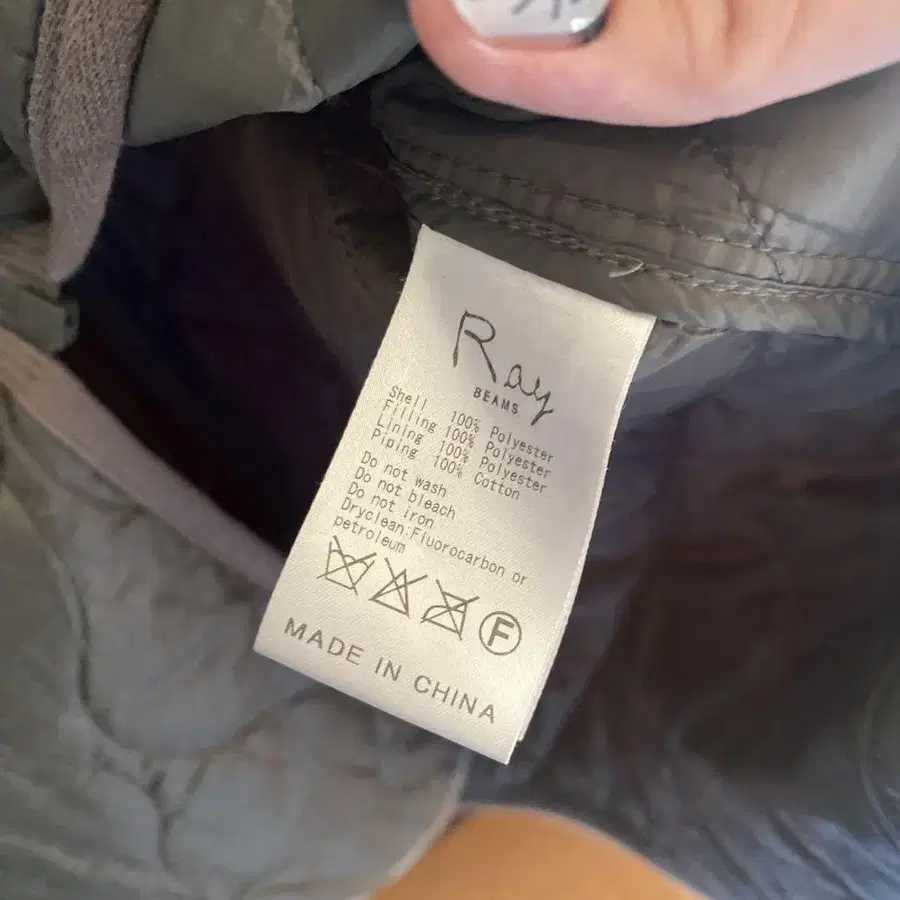 Ray
BEAMS
Shell 100% Polyester
Filling 100% Polyester
Lining 100% Polyester
Piping 100% Cotton
Do not wash
Do not bleach
Do not iron
Dryclean:Fluorocarbon or
petroleum
F
MADE IN CHINA